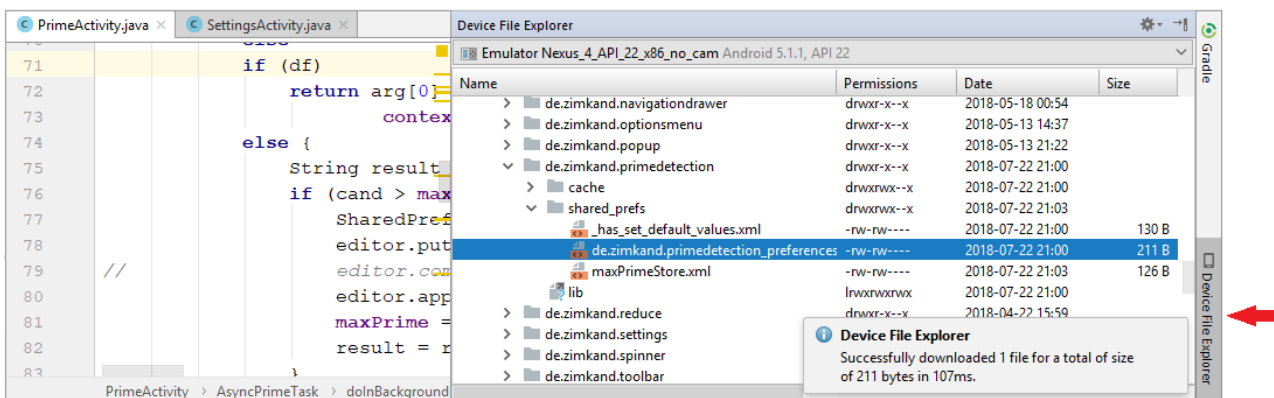 PrimeActivity.java
SettingsActivity.java
71 if (df)
72 return arg[0]
73 contex
74 else {
75 String result
76 if (cand > max
77 SharedPref
78 editor.put
79 // editor.com
80 editor.app
81 maxPrime =
82 result = r
83 }
PrimeActivity > AsyncPrimeTask > doInBackground
Device File Explorer
Emulator Nexus_4_API_22_x86_no_cam Android 5.1.1, API 22
Name Permissions Date Size
de.zimkand.navigationdrawer drwxr-x--x 2018-05-18 00:54
de.zimkand.optionsmenu drwxr-x--x 2018-05-13 14:37
de.zimkand.popup drwxr-x--x 2018-05-13 21:22
de.zimkand.primedetection drwxr-x--x 2018-07-22 21:00
cache drwxrwx--x 2018-07-22 21:00
shared_prefs drwxrwx--x 2018-07-22 21:03
_has_set_default_values.xml -rw-rw---- 2018-07-22 21:00 130 B
de.zimkand.primedetection_preferences -rw-rw---- 2018-07-22 21:00 211 B
maxPrimeStore.xml -rw-rw---- 2018-07-22 21:03 126 B
lib lrwxrwxrwx 2018-07-22 21:00
de.zimkand.reduce drwxr-x--x 2018-04-22 15:59
de.zimkand.settings
de.zimkand.spinner
de.zimkand.toolbar
Device File Explorer
Successfully downloaded 1 file for a total of size
of 211 bytes in 107ms.
Gradle
Device File Explorer